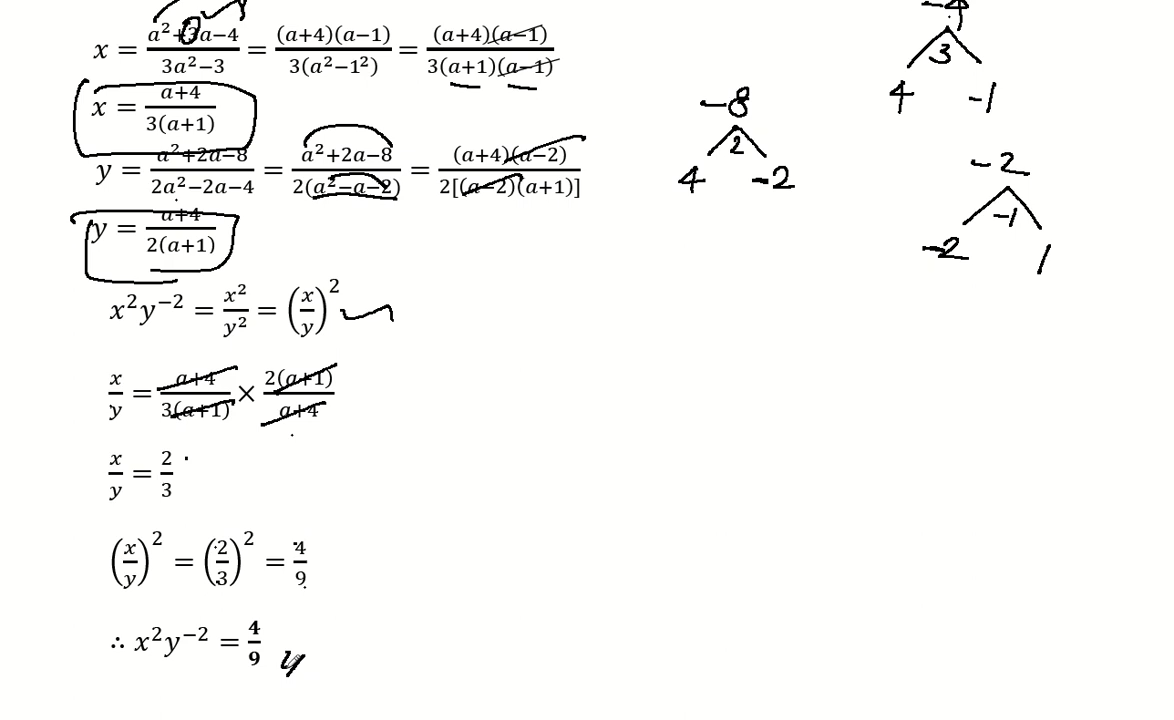 x = a²+3a−4/3a²−3 = (a+4)(a−1)/3(a²−1²) = (a+4)(a−1)/3(a+1)(a−1)
x = a+4/3(a+1)
y = a²+2a−8/2a²−2a−4 = a²+2a−8/2(a²−a−2) = (a+4)(a−2)/2[(a−2)(a+1)]
y = a+4/2(a+1)
x²y⁻² = x²/y² = (x/y)²
x/y = a+4/3(a+1) × 2(a+1)/a+4
x/y = 2/3
(x/y)² = (2/3)² = 4/9
∴ x²y⁻² = 4/9
-8
2
4 -2
-4
3
4 -1
-2
-1
-2 1